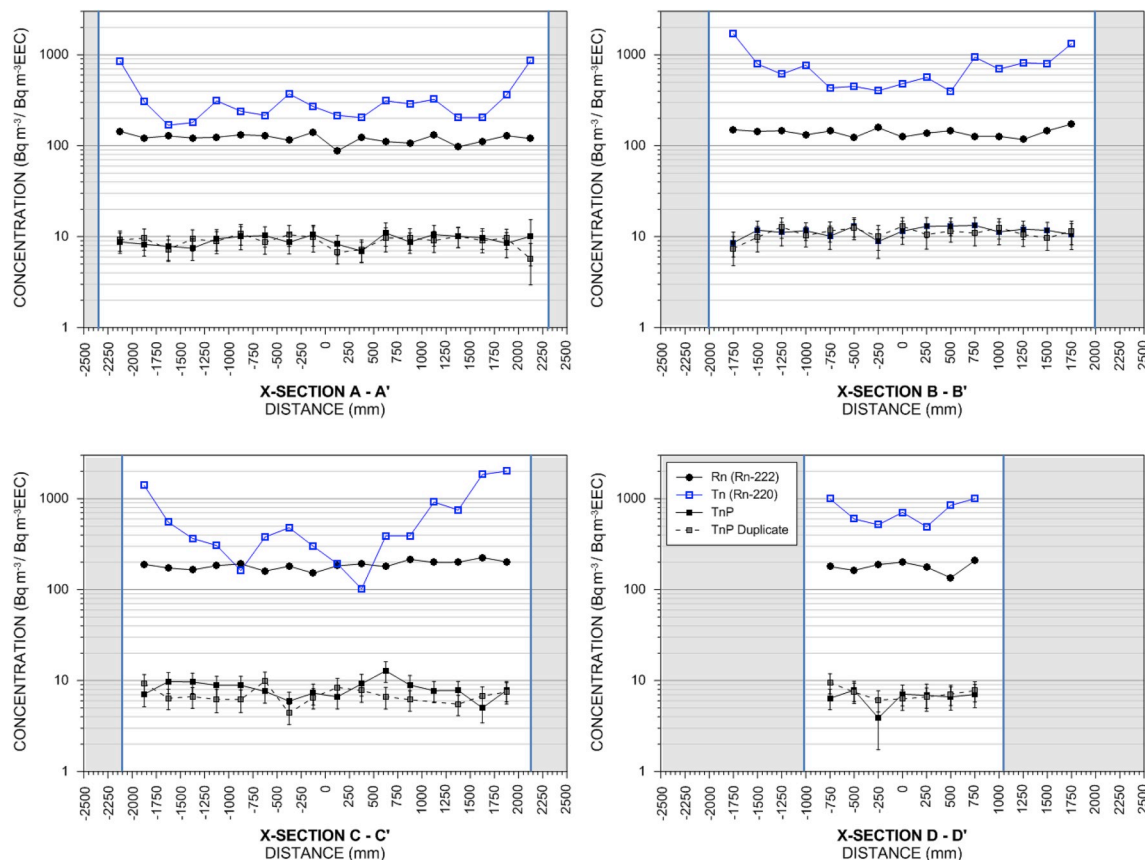 CONCENTRATION (Bq m⁻³/ Bq m⁻³EEC)
1000
100
10
1
-2500 -2250 -2000 -1750 -1500 -1250 -1000 -750 -500 -250 0 250 500 750 1000 1250 1500 1750 2000 2250 2500
X-SECTION A - A'
DISTANCE (mm)
CONCENTRATION (Bq m⁻³/ Bq m⁻³EEC)
1000
100
10
1
-2500 -2250 -2000 -1750 -1500 -1250 -1000 -750 -500 -250 0 250 500 750 1000 1250 1500 1750 2000 2250 2500
X-SECTION B - B'
DISTANCE (mm)
CONCENTRATION (Bq m⁻³/ Bq m⁻³EEC)
1000
100
10
1
-2500 -2250 -2000 -1750 -1500 -1250 -1000 -750 -500 -250 0 250 500 750 1000 1250 1500 1750 2000 2250 2500
X-SECTION C - C'
DISTANCE (mm)
CONCENTRATION (Bq m⁻³/ Bq m⁻³EEC)
1000
100
10
1
Rn (Rn-222)
Tn (Rn-220)
TnP
TnP Duplicate
-2500 -2250 -2000 -1750 -1500 -1250 -1000 -750 -500 -250 0 250 500 750 1000 1250 1500 1750 2000 2250 2500
X-SECTION D - D'
DISTANCE (mm)